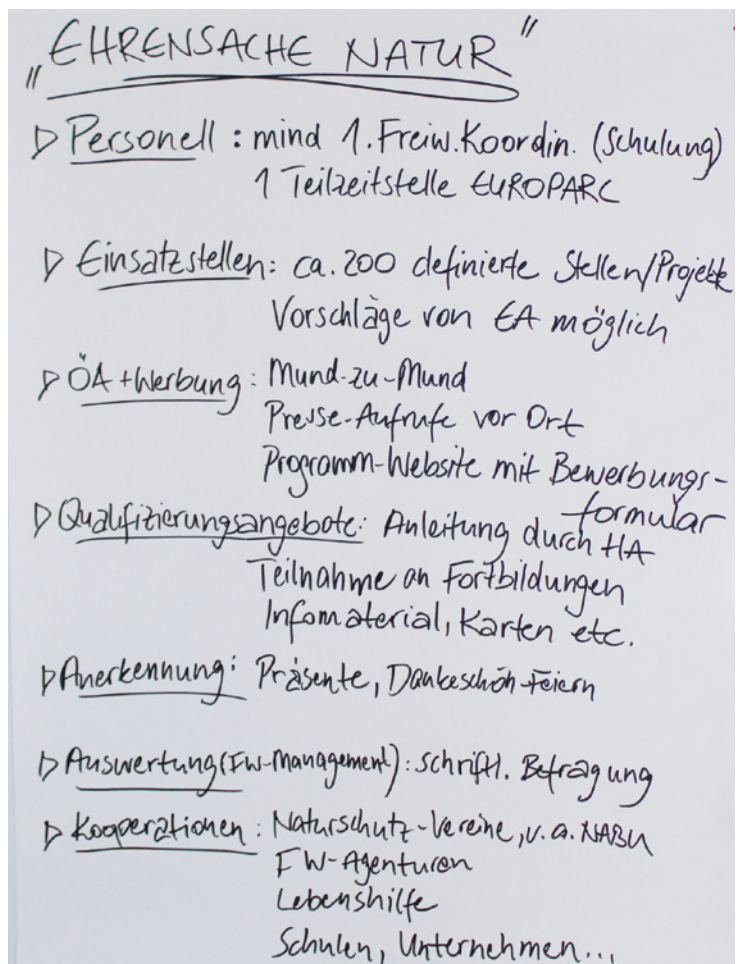 „EHRENSACHE NATUR"
▷ Personell : mind 1. Freiw. Koordin. (Schulung)
1 Teilzeitstelle EUROPARC
▷ Einsatzstellen: ca. 200 definierte Stellen/Projekte
Vorschläge von EA möglich
▷ ÖA + Werbung : Mund-zu-Mund
Presse-Aufrufe vor Ort
Programm-Website mit Bewerbungs-
formular
▷ Qualifizierungsangebote: Anleitung durch HA
Teilnahme an Fortbildungen
Infomaterial, Karten etc.
▷ Anerkennung: Präsente, Dankeschön-Feiern
▷ Auswertung (FW-Management): schriftl. Befragung
▷ Kooperationen : Naturschutz-Vereine, v. a. NABU
FW-Agenturen
Lebenshilfe
Schulen, Unternehmen...